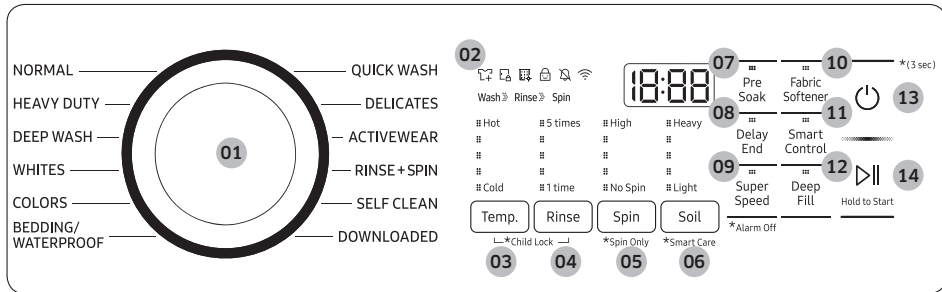 NORMAL
HEAVY DUTY
DEEP WASH
WHITES
COLORS
BEDDING/
WATERPROOF
01
QUICK WASH
DELICATES
ACTIVEWEAR
RINSE+SPIN
SELF CLEAN
DOWNLOADED
02
Wash》 Rinse》 Spin
18:88
Hot 5 times High Heavy
Cold 1 time No Spin Light
Temp. Rinse Spin Soil
*Child Lock *Spin Only *Smart Care
03 04 05 06
07
Pre
Soak
08
Delay
End
09
Super
Speed
*Alarm Off
10
Fabric
Softener
11
Smart
Control
12
Deep
Fill
*(3 sec)
13
14
Hold to Start